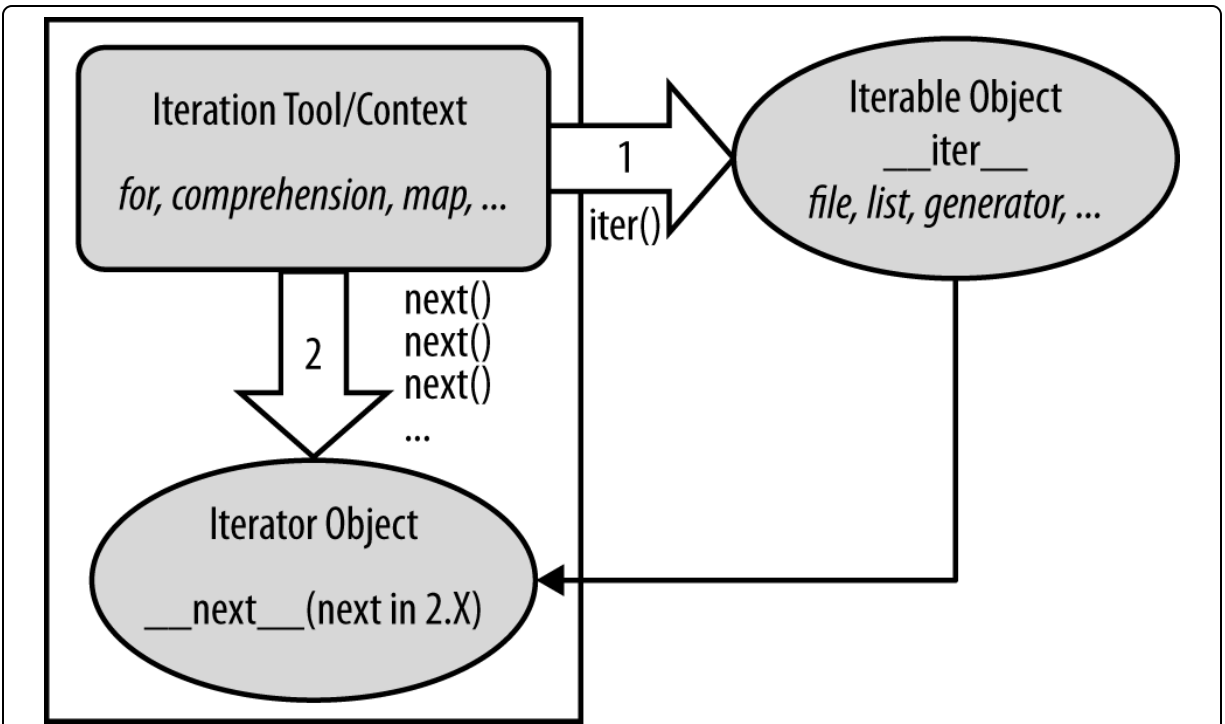 Iteration Tool/Context
for, comprehension, map, ...
1
iter()
Iterable Object
__iter__
file, list, generator, ...
2
next()
next()
next()
...
Iterator Object
__next__(next in 2.X)